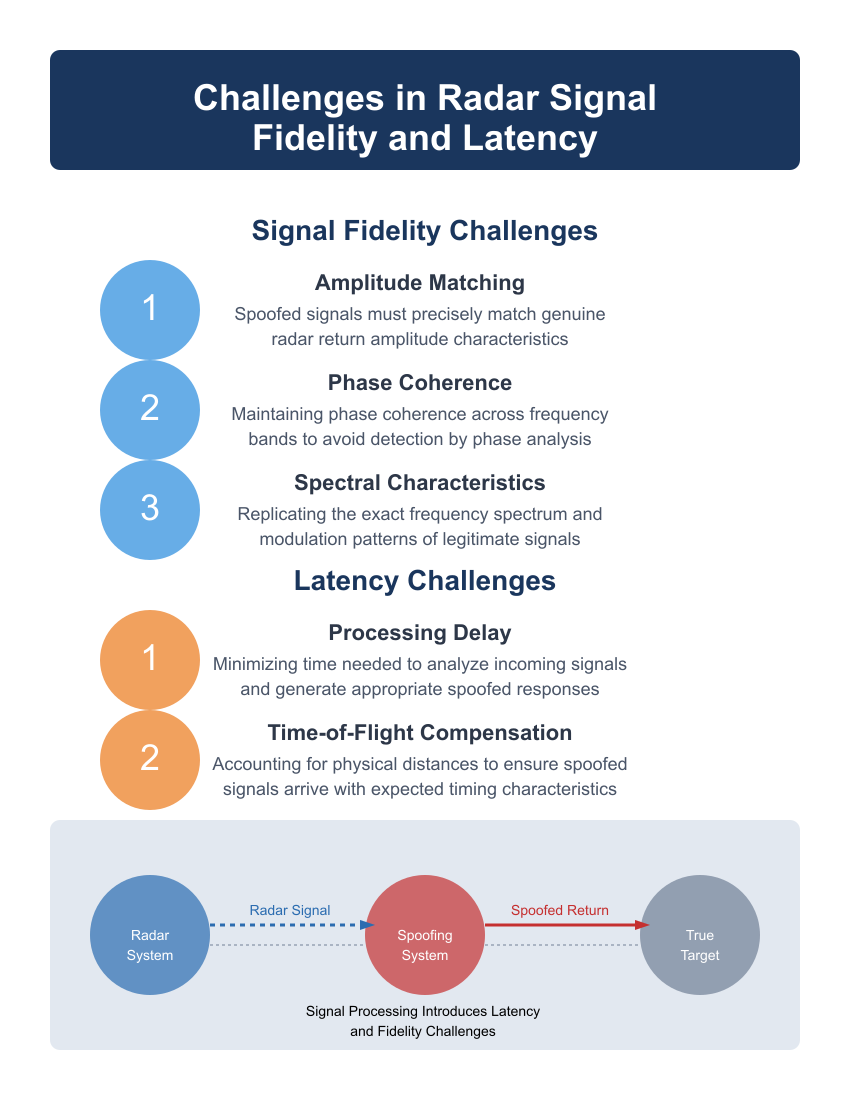 Challenges in Radar Signal
Fidelity and Latency
Signal Fidelity Challenges
1
Amplitude Matching
Spoofed signals must precisely match genuine
radar return amplitude characteristics
2
Phase Coherence
Maintaining phase coherence across frequency
bands to avoid detection by phase analysis
3
Spectral Characteristics
Replicating the exact frequency spectrum and
modulation patterns of legitimate signals
Latency Challenges
1
Processing Delay
Minimizing time needed to analyze incoming signals
and generate appropriate spoofed responses
2
Time-of-Flight Compensation
Accounting for physical distances to ensure spoofed
signals arrive with expected timing characteristics
Radar
System
Radar Signal
Spoofing
System
Spoofed Return
True
Target
Signal Processing Introduces Latency
and Fidelity Challenges